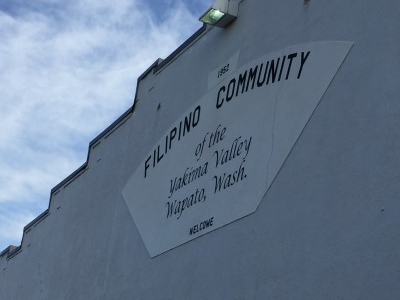 1952
FILIPINO COMMUNITY
of the
Yakima Valley
Wapato, Wash.
WELCOME